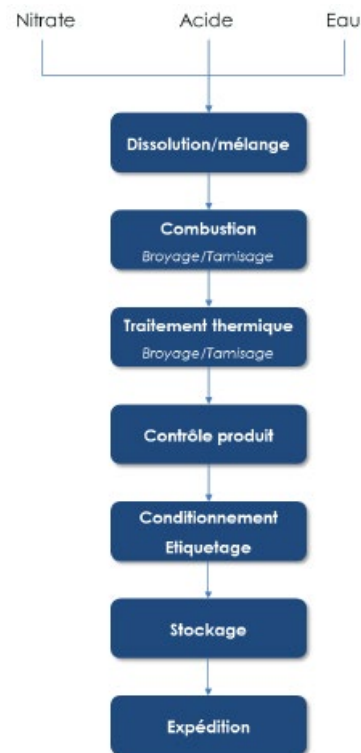 Nitrate Acide Eau
Dissolution/mélange
Combustion
Broyage/Tamisage
Traitement thermique
Broyage/Tamisage
Contrôle produit
Conditionnement
Etiquetage
Stockage
Expédition